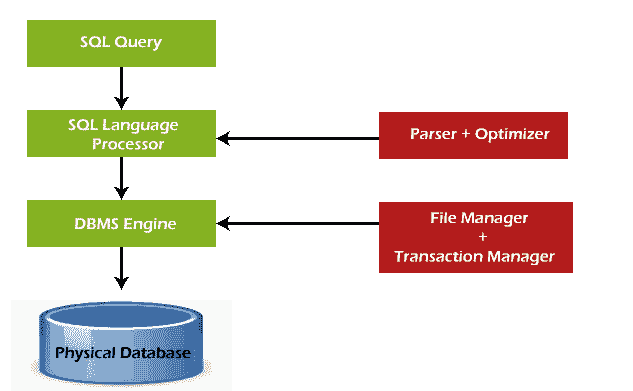 SQL Query
SQL Language
Processor
Parser + Optimizer
DBMS Engine
File Manager
+
Transaction Manager
Physical Database